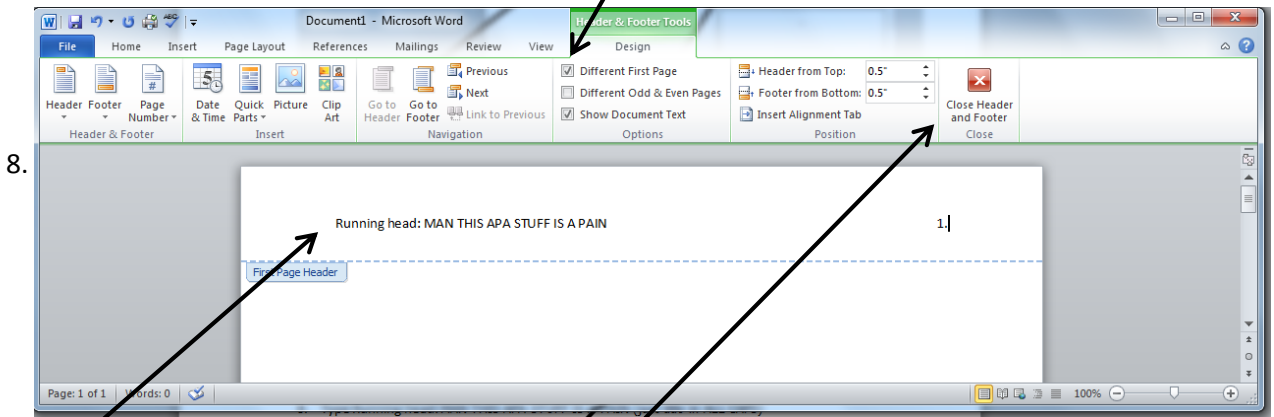 Document1 - Microsoft Word
Header & Footer Tools
File Home Insert Page Layout References Mailings Review View Design
Header Footer Page Number Date & Time Quick Parts Picture Clip Art Go to Header Go to Footer Previous
Next
Link to Previous
Different First Page
Different Odd & Even Pages
Show Document Text
Header from Top: 0.5"
Footer from Bottom: 0.5"
Insert Alignment Tab
Close Header and Footer
Header & Footer Insert Navigation Options Position Close
8.
Running head: MAN THIS APA STUFF IS A PAIN 1.
First Page Header
Page: 1 of 1 Words: 0 100%